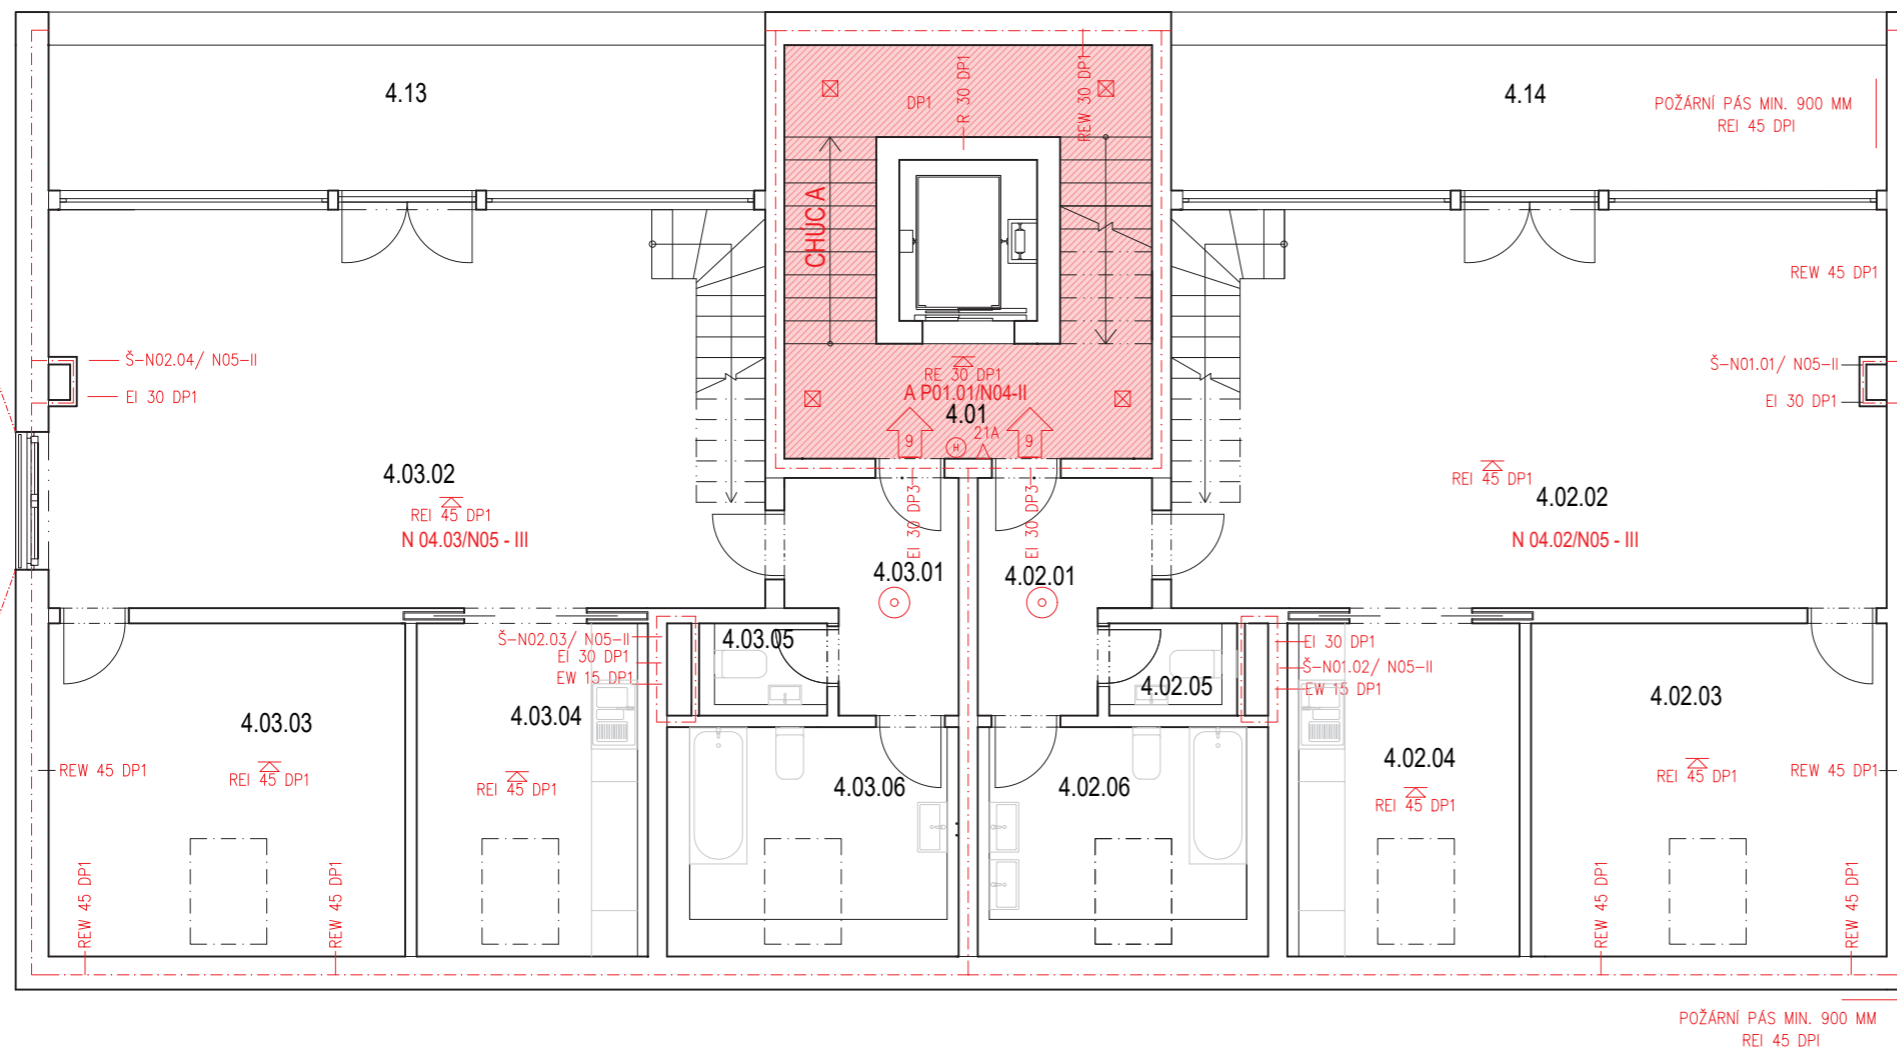 4.13
4.14
POŽÁRNÍ PÁS MIN. 900 MM
REI 45 DPI
DP1
R 30 DP1
REW 30 DP1
CHÚC A
REW 45 DP1
Š-N02.04/ N05-II
EI 30 DP1
Š-N01.01/ N05-II
EI 30 DP1
RE 30 DP1
A P01.01/N04-II
4.01
9
H
21A
9
4.03.02
REI 45 DP1
N 04.03/N05 - III
REI 45 DP1
4.02.02
N 04.02/N05 - III
EI 30 DP3
EI 30 DP3
4.03.01
4.02.01
Š-N02.03/ N05-II
EI 30 DP1
EW 15 DP1
4.03.05
4.02.05
EI 30 DP1
Š-N01.02/ N05-II
EW 15 DP1
4.03.03
REI 45 DP1
REW 45 DP1
4.03.04
REI 45 DP1
4.03.06
4.02.06
4.02.04
REI 45 DP1
4.02.03
REI 45 DP1
REW 45 DP1
REW 45 DP1
REW 45 DP1
REW 45 DP1
REW 45 DP1
POŽÁRNÍ PÁS MIN. 900 MM
REI 45 DPI